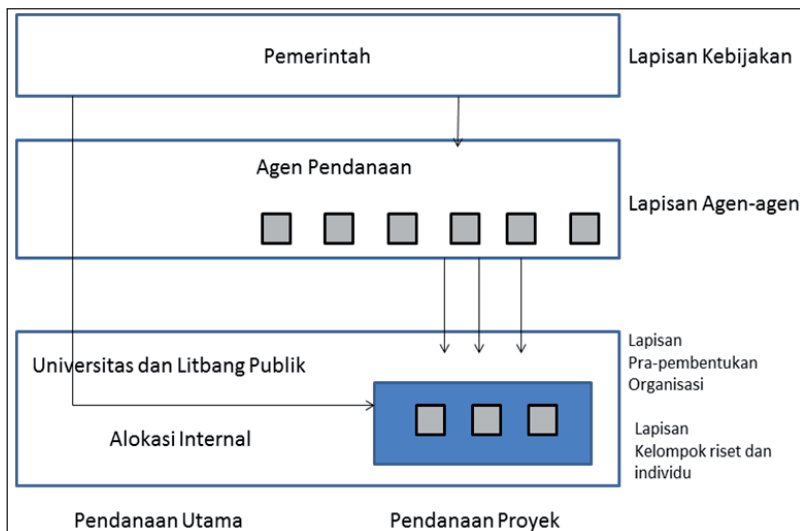 Pemerintah
Lapisan Kebijakan
Agen Pendanaan
Lapisan Agen-agen
Universitas dan Litbang Publik
Alokasi Internal
Lapisan
Pra-pembentukan
Organisasi
Lapisan
Kelompok riset dan
individu
Pendanaan Utama
Pendanaan Proyek